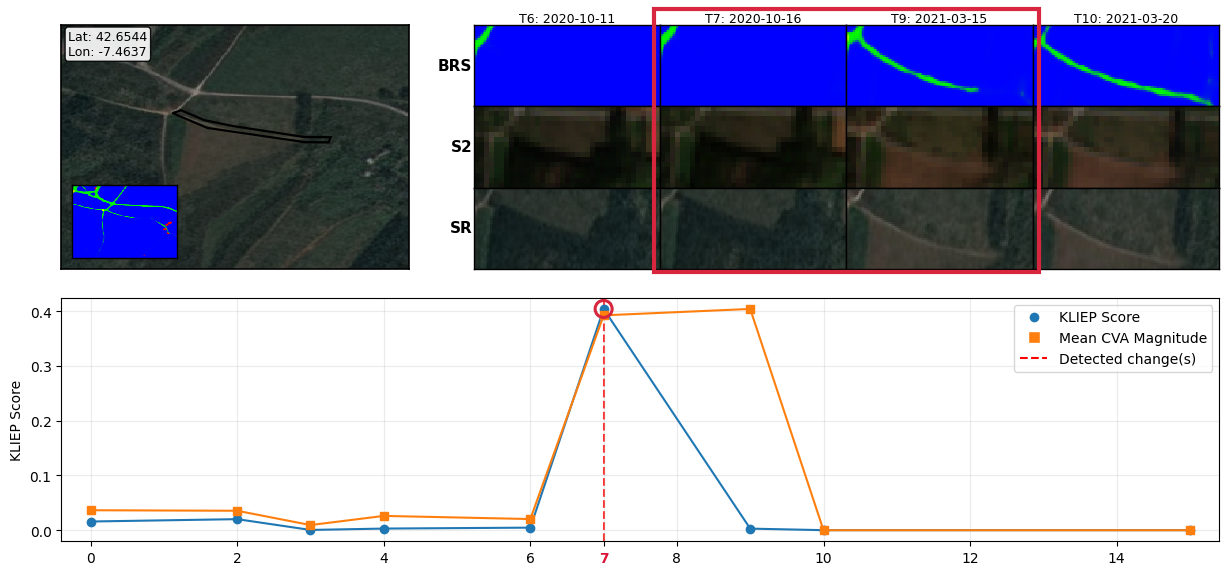 Lat: 42.6544
Lon: -7.4637
T6: 2020-10-11
T7: 2020-10-16
T9: 2021-03-15
T10: 2021-03-20
BRS
S2
SR
KLIEP Score
0.4
0.3
0.2
0.1
0.0
KLIEP Score
Mean CVA Magnitude
Detected change(s)
0
2
4
6
7
8
10
12
14